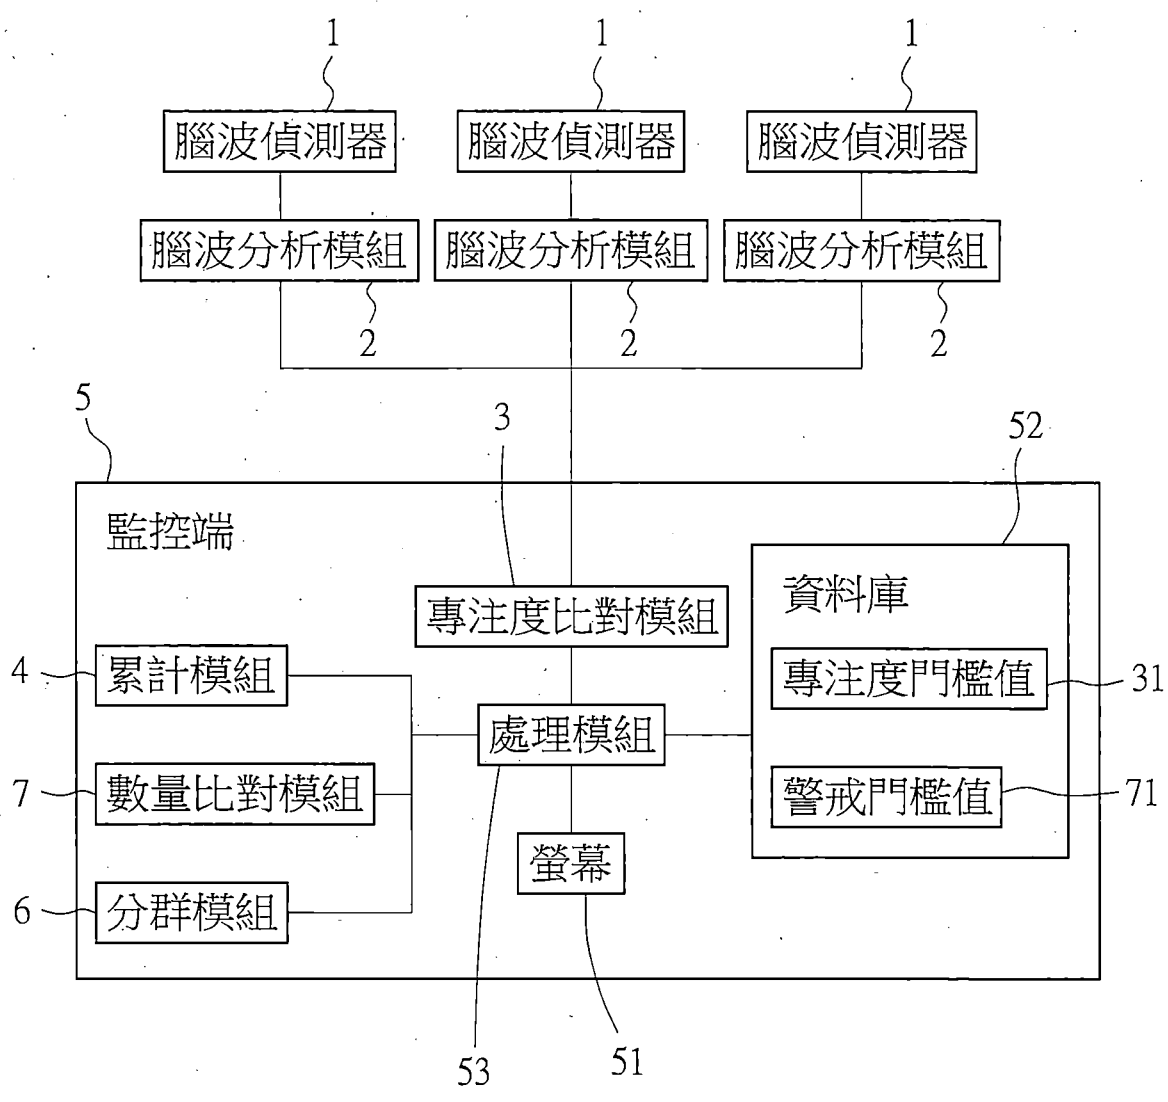 1 1 1
腦波偵測器 腦波偵測器 腦波偵測器
腦波分析模組 腦波分析模組 腦波分析模組
2 2 2
5
3
52
監控端
資料庫
專注度比對模組
4 累計模組
專注度門檻值 31
處理模組
7 數量比對模組
警戒門檻值 71
螢幕
6 分群模組
53
51